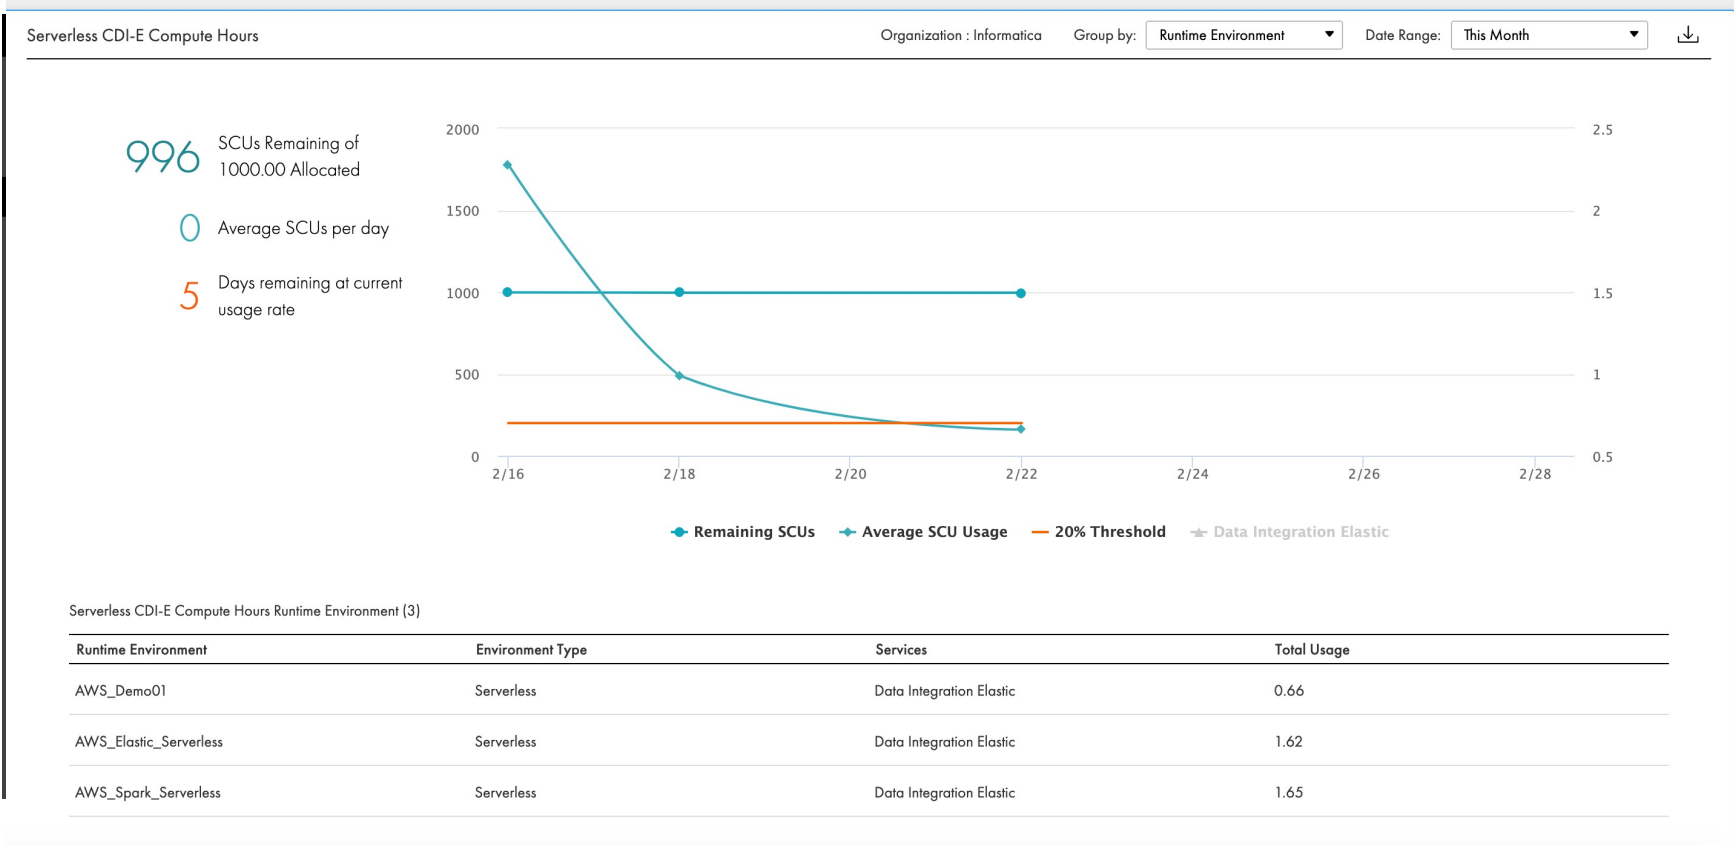 Serverless CDI-E Compute Hours
Organization : Informatica
Group by:
Runtime Environment
Date Range:
This Month
996
SCUs Remaining of
1000.00 Allocated
0
Average SCUs per day
5
Days remaining at current
usage rate
2000
1500
1000
500
0
2.5
2
1.5
1
0.5
2/16
2/18
2/20
2/22
2/24
2/26
2/28
Remaining SCUs
Average SCU Usage
20% Threshold
Data Integration Elastic
Serverless CDI-E Compute Hours Runtime Environment (3)
Runtime Environment Environment Type Services Total Usage
AWS_Demo01 Serverless Data Integration Elastic 0.66
AWS_Elastic_Serverless Serverless Data Integration Elastic 1.62
AWS_Spark_Serverless Serverless Data Integration Elastic 1.65